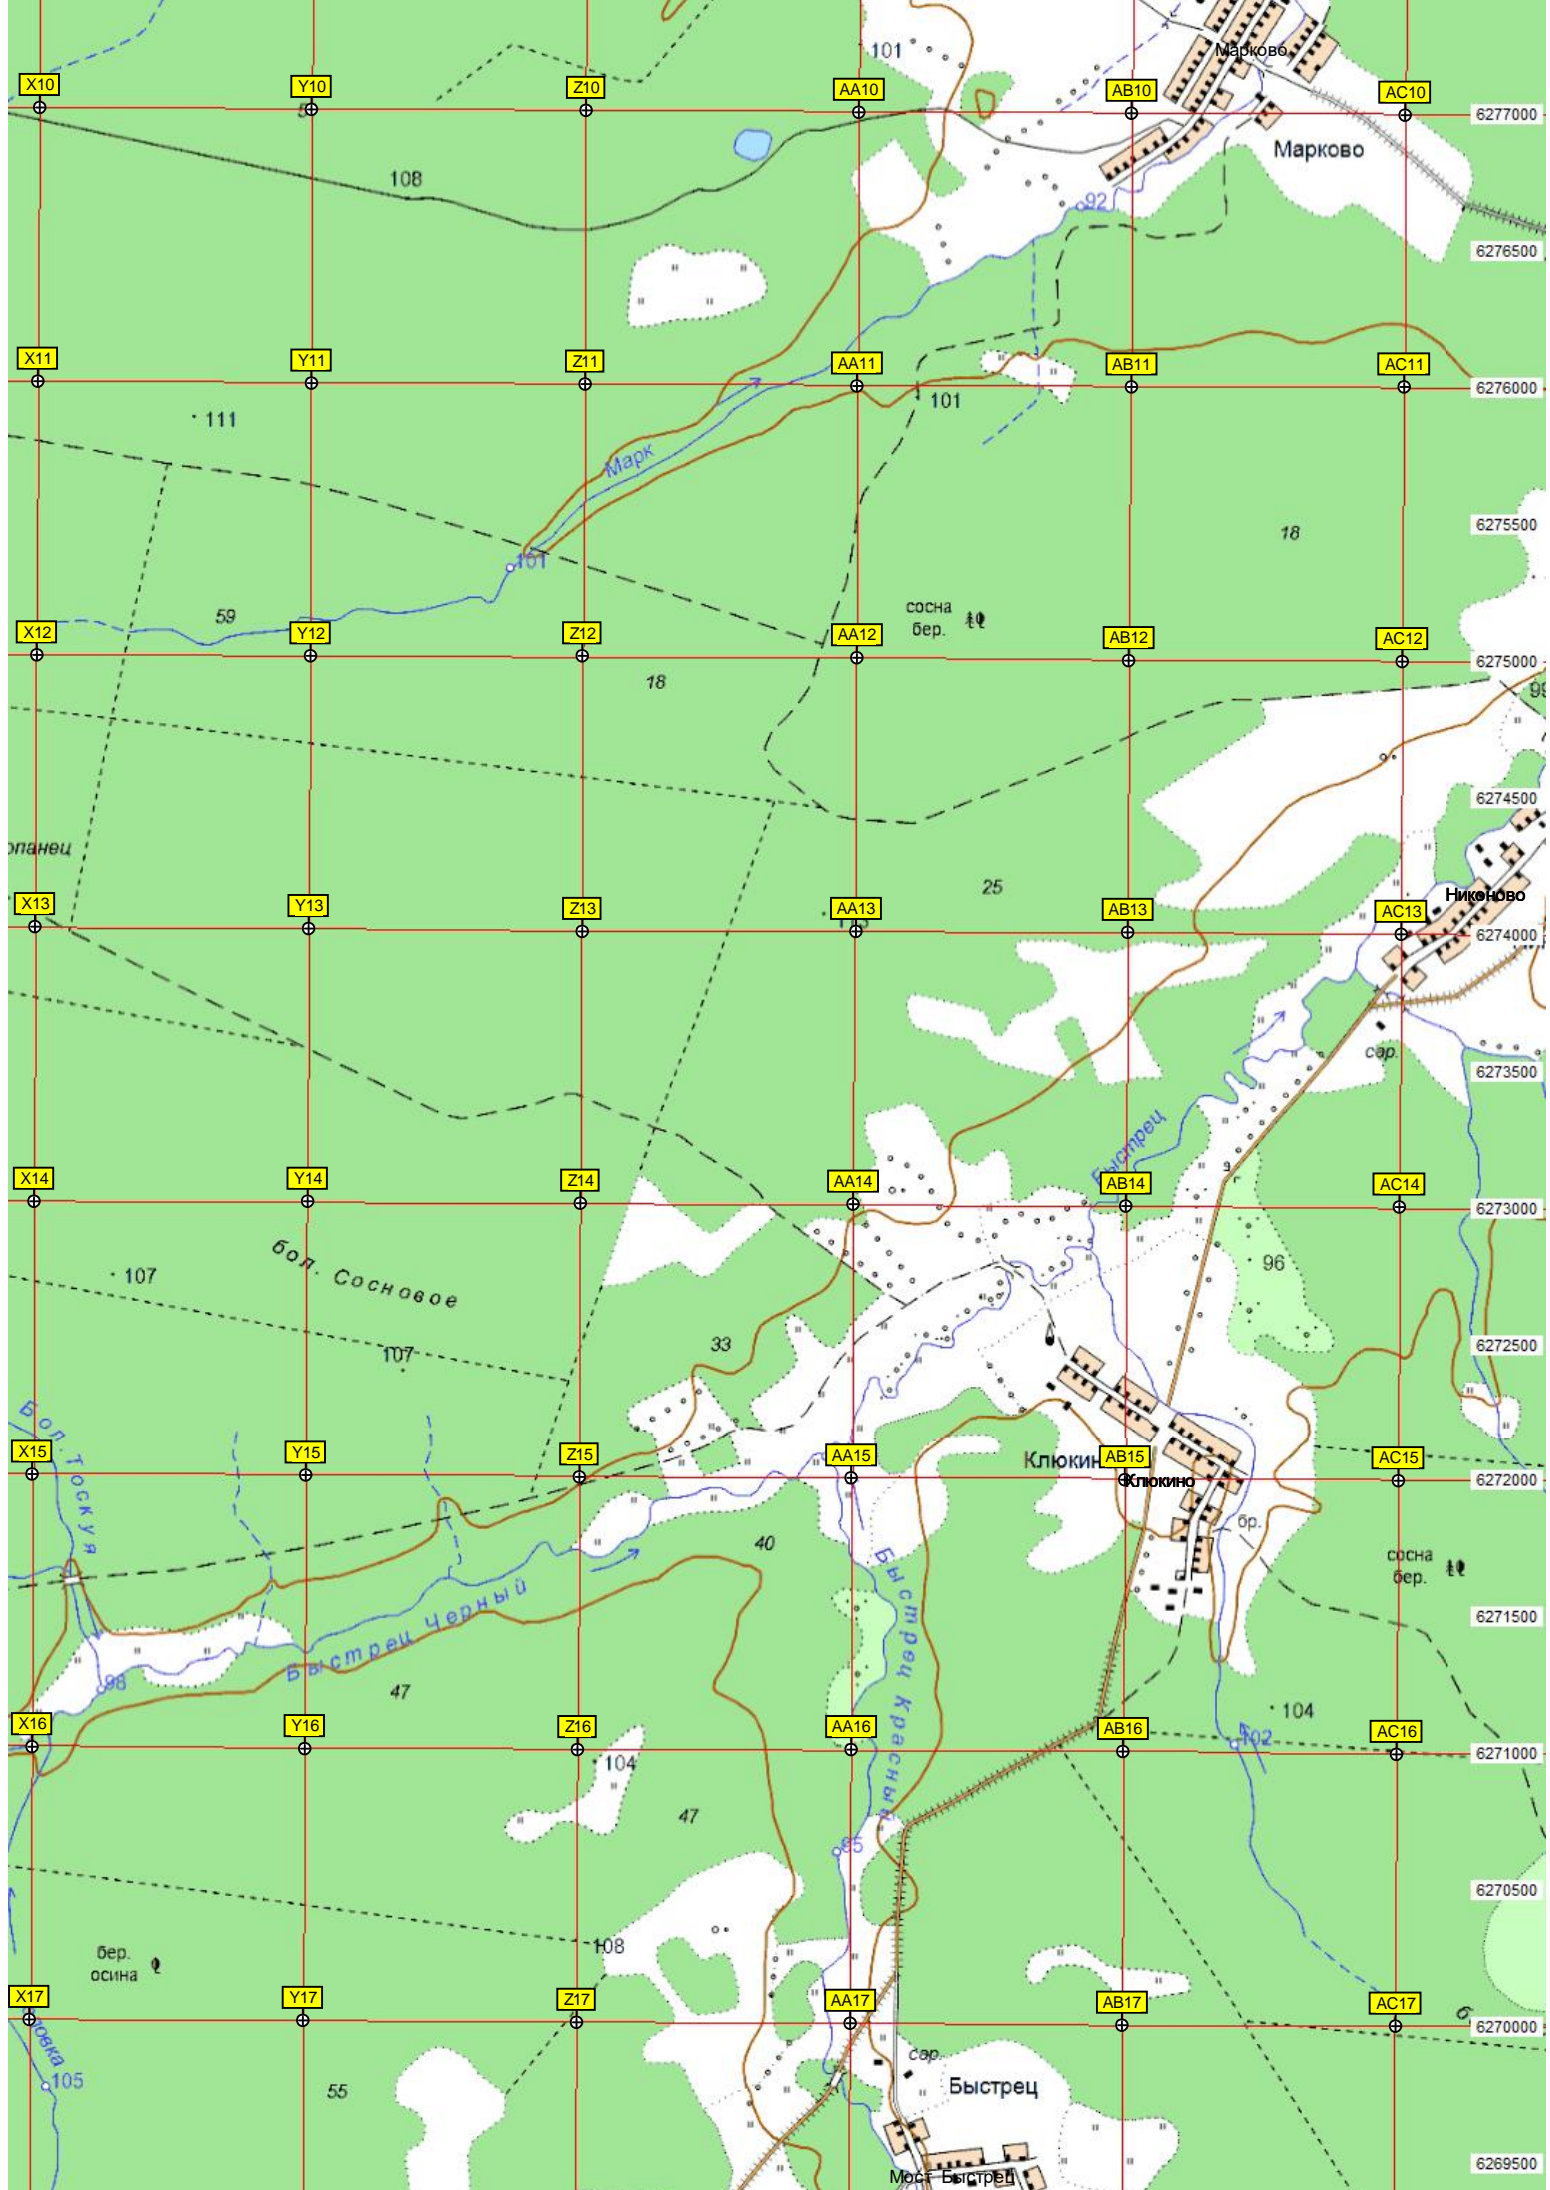 101
Марково
X10
Y10
Z10
AA10
AB10
AC10
6277000
Марково
108
92
6276500
X11
Y11
Z11
AA11
AB11
AC11
6276000
111
101
Марк
6275500
18
101
59
сосна
бер.
X12
Y12
Z12
AA12
AB12
AC12
6275000
18
99
6274500
опанец
25
Никоново
X13
Y13
Z13
AA13
AB13
AC13
6274000
сар.
6273500
Быстрец
X14
Y14
Z14
AA14
AB14
AC14
6273000
бол. Сосновое
107
96
33
107
6272500
Бол. Тоскуя
X15
Y15
Z15
AA15
Клюкин
AB15
AC15
Клюкино
6272000
40
бр.
сосна
бер.
Быстрец Черный
Быстрец Красный
6271500
98
47
104
X16
Y16
Z16
AA16
AB16
102
AC16
6271000
104
47
95
6270500
108
бер.
осина
X17
Y17
Z17
AA17
AB17
AC17
б
6270000
ловка
105
55
сар.
Быстрец
Мост Быстрец
6269500